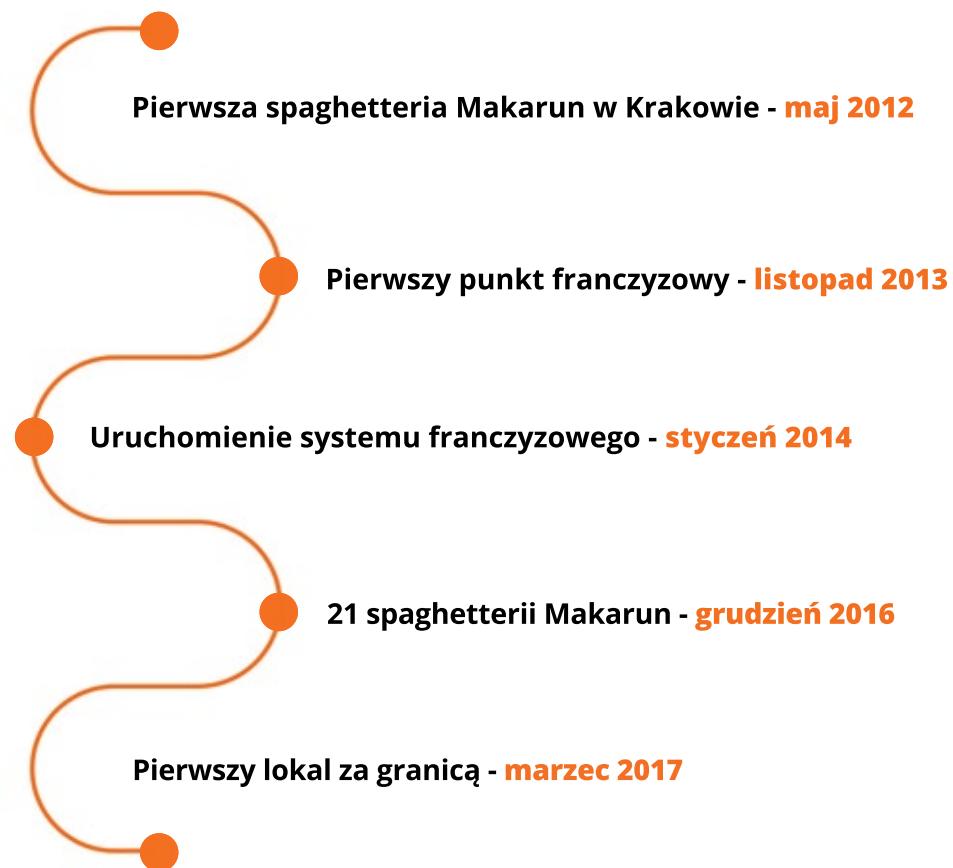 Pierwsza spaghetteria Makarun w Krakowie - maj 2012
Pierwszy punkt franczyzowy - listopad 2013
Uruchomienie systemu franczyzowego - styczeń 2014
21 spaghetterii Makarun - grudzień 2016
Pierwszy lokal za granicą - marzec 2017